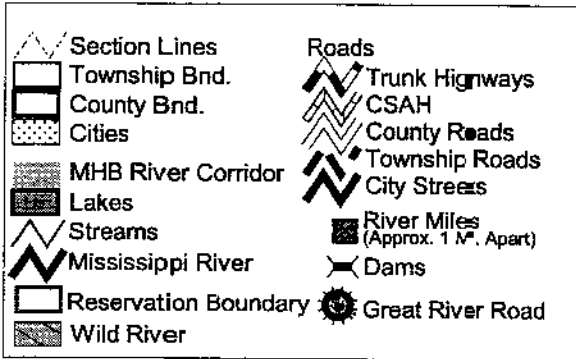 Section Lines
Township Bnd.
County Bnd.
Cities
MHB River Corridor
Lakes
Streams
Mississippi River
Reservation Boundary
Wild River
Roads
Trunk Highways
CSAH
County Roads
Township Roads
City Streets
River Miles
(Approx. 1 M. Apart)
Dams
Great River Road